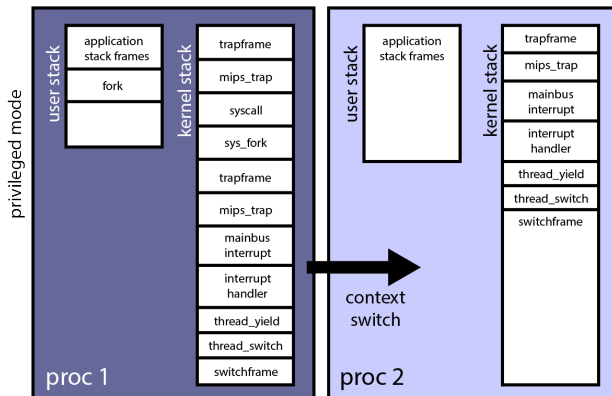 privileged mode
user stack
application
stack frames
fork
kernel stack
trapframe
mips_trap
syscall
sys_fork
trapframe
mips_trap
mainbus
interrupt
interrupt
handler
thread_yield
thread_switch
switchframe
proc 1
context
switch
user stack
application
stack frames
kernel stack
trapframe
mips_trap
mainbus
interrupt
interrupt
handler
thread_yield
thread_switch
switchframe
proc 2